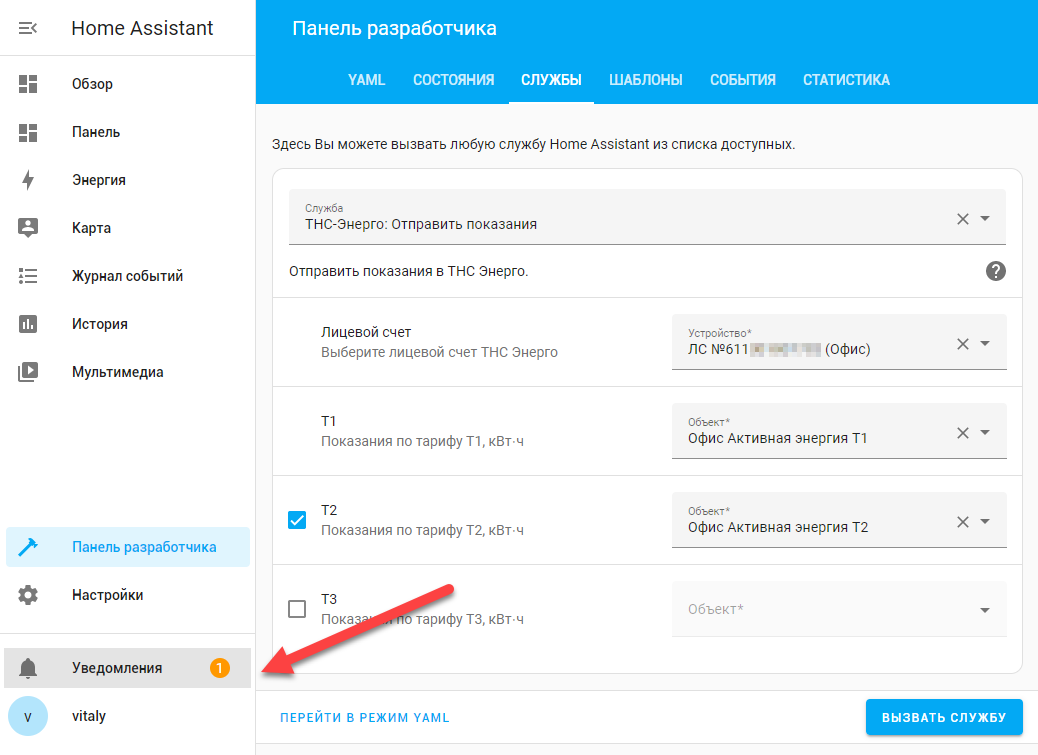 Home Assistant
Обзор
Панель
Энергия
Карта
Журнал событий
История
Мультимедиа
Панель разработчика
Настройки
Уведомления 1
v vitaly
Панель разработчика
YAML СОСТОЯНИЯ СЛУЖБЫ ШАБЛОНЫ СОБЫТИЯ СТАТИСТИКА
Здесь Вы можете вызвать любую службу Home Assistant из списка доступных.
Служба
ТНС-Энерго: Отправить показания
Отправить показания в ТНС Энерго.
Лицевой счет
Выберите лицевой счет ТНС Энерго
Устройство*
ЛС №611 (Офис)
T1
Показания по тарифу T1, кВт·ч
Объект*
Офис Активная энергия T1
T2
Показания по тарифу T2, кВт·ч
Объект*
Офис Активная энергия T2
T3
Показания по тарифу T3, кВт·ч
Объект*
ПЕРЕЙТИ В РЕЖИМ YAML
ВЫЗВАТЬ СЛУЖБУ